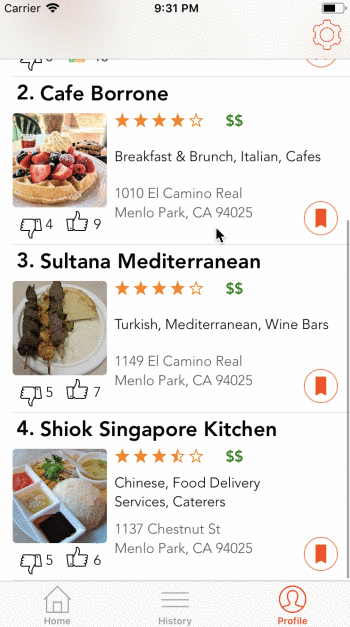 Carrier 9:31 PM
2. Cafe Borrone
$$
Breakfast & Brunch, Italian, Cafes
1010 El Camino Real
Menlo Park, CA 94025
4 9
3. Sultana Mediterranean
$$
Turkish, Mediterranean, Wine Bars
1149 El Camino Real
Menlo Park, CA 94025
5 7
4. Shiok Singapore Kitchen
$$
Chinese, Food Delivery
Services, Caterers
1137 Chestnut St
Menlo Park, CA 94025
5 6
Home History Profile